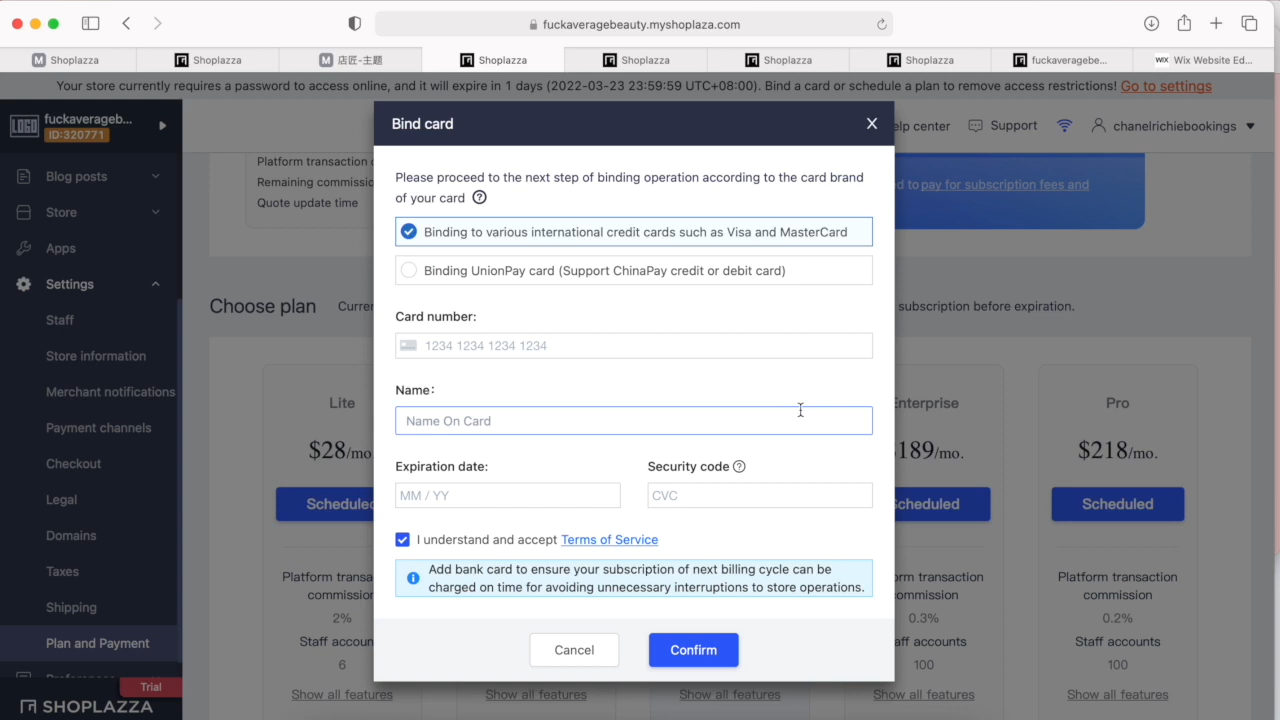 fuckaveragebeauty.myshoplaza.com
M Shoplazza
Shoplazza
M 店匠-主题
Shoplazza
Shoplazza
Shoplazza
Shoplazza
fuckaveragebe...
WIX Wix Website Ed...
Your store currently requires a password to access online, and it will expire in 1 days (2022-03-23 23:59:59 UTC+08:00). Bind a card or schedule a plan to remove access restrictions! Go to settings
LOGO
fuckaverageb...
ID:320771
elp center
Support
chanelrichiebookings
Blog posts
Store
Apps
Settings
Staff
Store information
Merchant notifications
Payment channels
Checkout
Legal
Domains
Taxes
Shipping
Plan and Payment
Trial
SHOPLAZZA
Platform transaction
Remaining commissio
Quote update time
d to pay for subscription fees and
Choose plan
Curre
subscription before expiration.
Lite
$28/mo.
Scheduled
Platform transa
commission
2%
Staff accoun
6
Show all features
Show all features
Show all features
Enterprise
189/mo.
Scheduled
orm transaction
commission
0.3%
aff accounts
100
Show all features
Pro
$218/mo.
Scheduled
Platform transaction
commission
0.2%
Staff accounts
100
Show all features
Bind card
Please proceed to the next step of binding operation according to the card brand
of your card
Binding to various international credit cards such as Visa and MasterCard
Binding UnionPay card (Support ChinaPay credit or debit card)
Card number:
1234 1234 1234 1234
Name:
Name On Card
Expiration date:
MM / YY
Security code
CVC
I understand and accept Terms of Service
Add bank card to ensure your subscription of next billing cycle can be
charged on time for avoiding unnecessary interruptions to store operations.
Cancel
Confirm